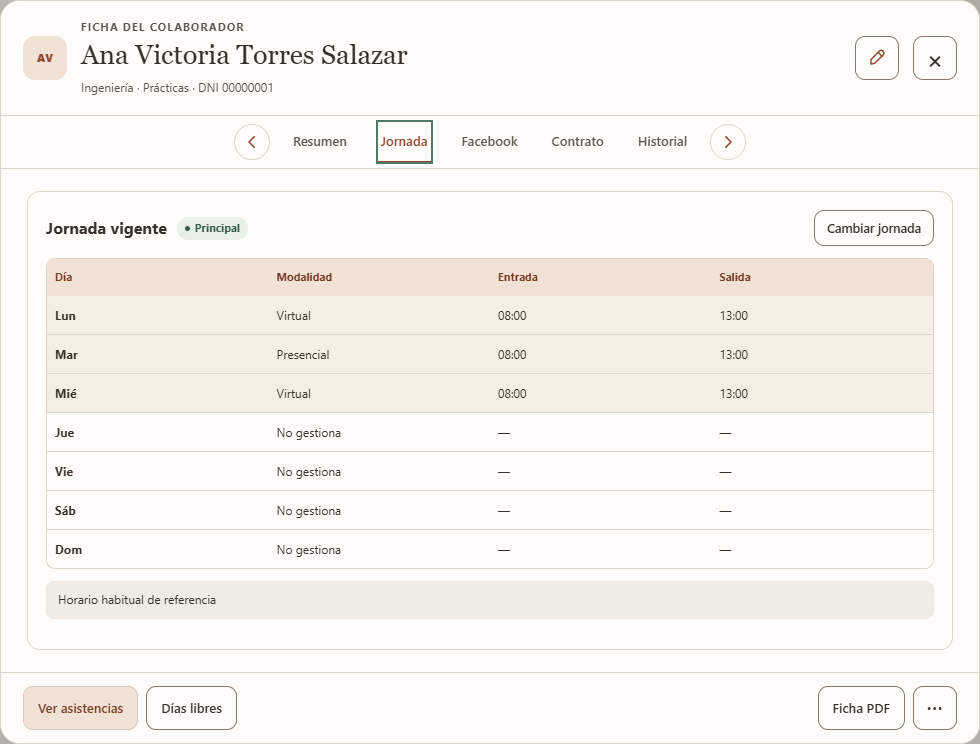 FICHA DEL COLABORADOR
AV
Ana Victoria Torres Salazar
Ingeniería · Prácticas · DNI 00000001
Resumen Jornada Facebook Contrato Historial
Jornada vigente • Principal Cambiar jornada
Día Modalidad Entrada Salida
Lun Virtual 08:00 13:00
Mar Presencial 08:00 13:00
Mié Virtual 08:00 13:00
Jue No gestiona — —
Vie No gestiona — —
Sáb No gestiona — —
Dom No gestiona — —
Horario habitual de referencia
Ver asistencias Días libres Ficha PDF ···